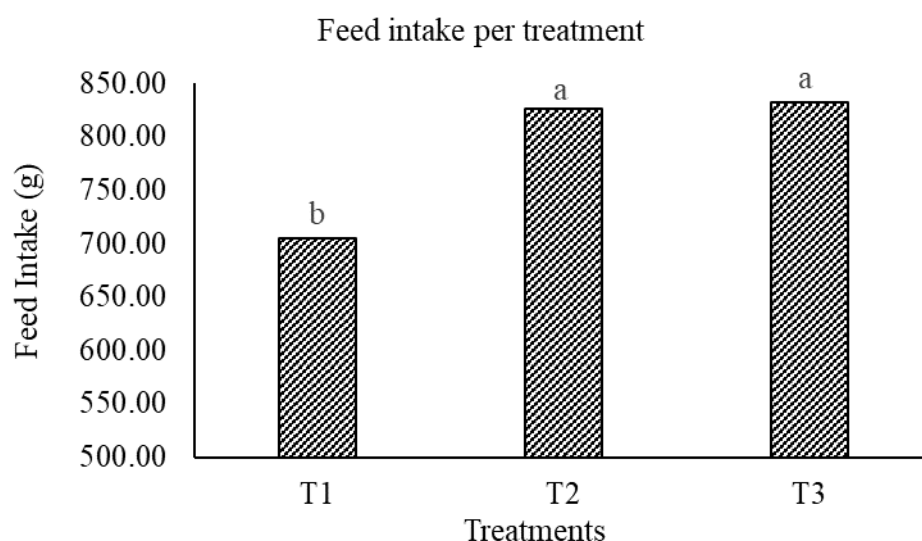 Feed intake per treatment
850.00
800.00
750.00
700.00
650.00
600.00
550.00
500.00
Feed Intake (g)
b
a
a
T1
T2
T3
Treatments